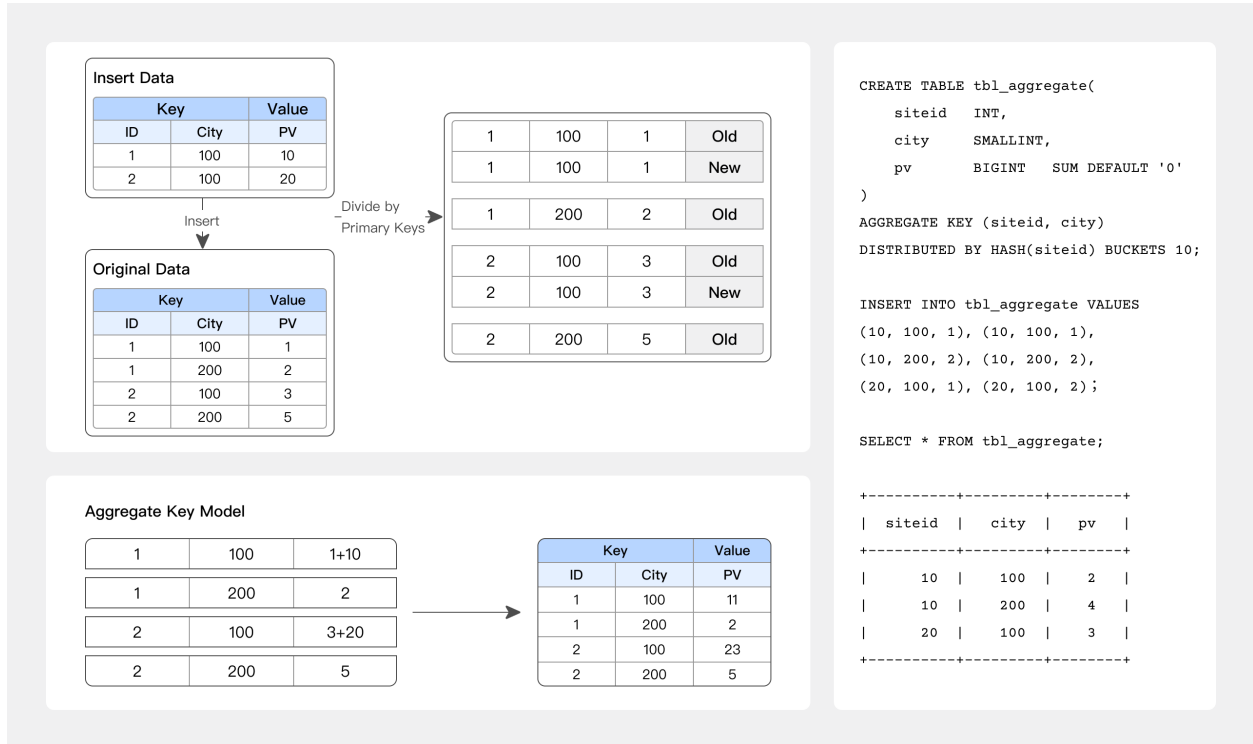 Insert Data
Key Value
ID City PV
1 100 10
2 100 20
Insert
Original Data
Key Value
ID City PV
1 100 1
1 200 2
2 100 3
2 200 5
Divide by
Primary Keys
1 100 1 Old
1 100 1 New
1 200 2 Old
2 100 3 Old
2 100 3 New
2 200 5 Old
Aggregate Key Model
1 100 1+10
1 200 2
2 100 3+20
2 200 5
Key Value
ID City PV
1 100 11
1 200 2
2 100 23
2 200 5
CREATE TABLE tbl_aggregate(
    siteid   INT,
    city     SMALLINT,
    pv       BIGINT   SUM DEFAULT '0'
)
AGGREGATE KEY (siteid, city)
DISTRIBUTED BY HASH(siteid) BUCKETS 10;
INSERT INTO tbl_aggregate VALUES
(10, 100, 1), (10, 100, 1),
(10, 200, 2), (10, 200, 2),
(20, 100, 1), (20, 100, 2);
SELECT * FROM tbl_aggregate;
+----------+---------+--------+
|  siteid  |   city  |   pv   |
+----------+---------+--------+
|      10  |    100  |    2   |
|      10  |    200  |    4   |
|      20  |    100  |    3   |
+----------+---------+--------+